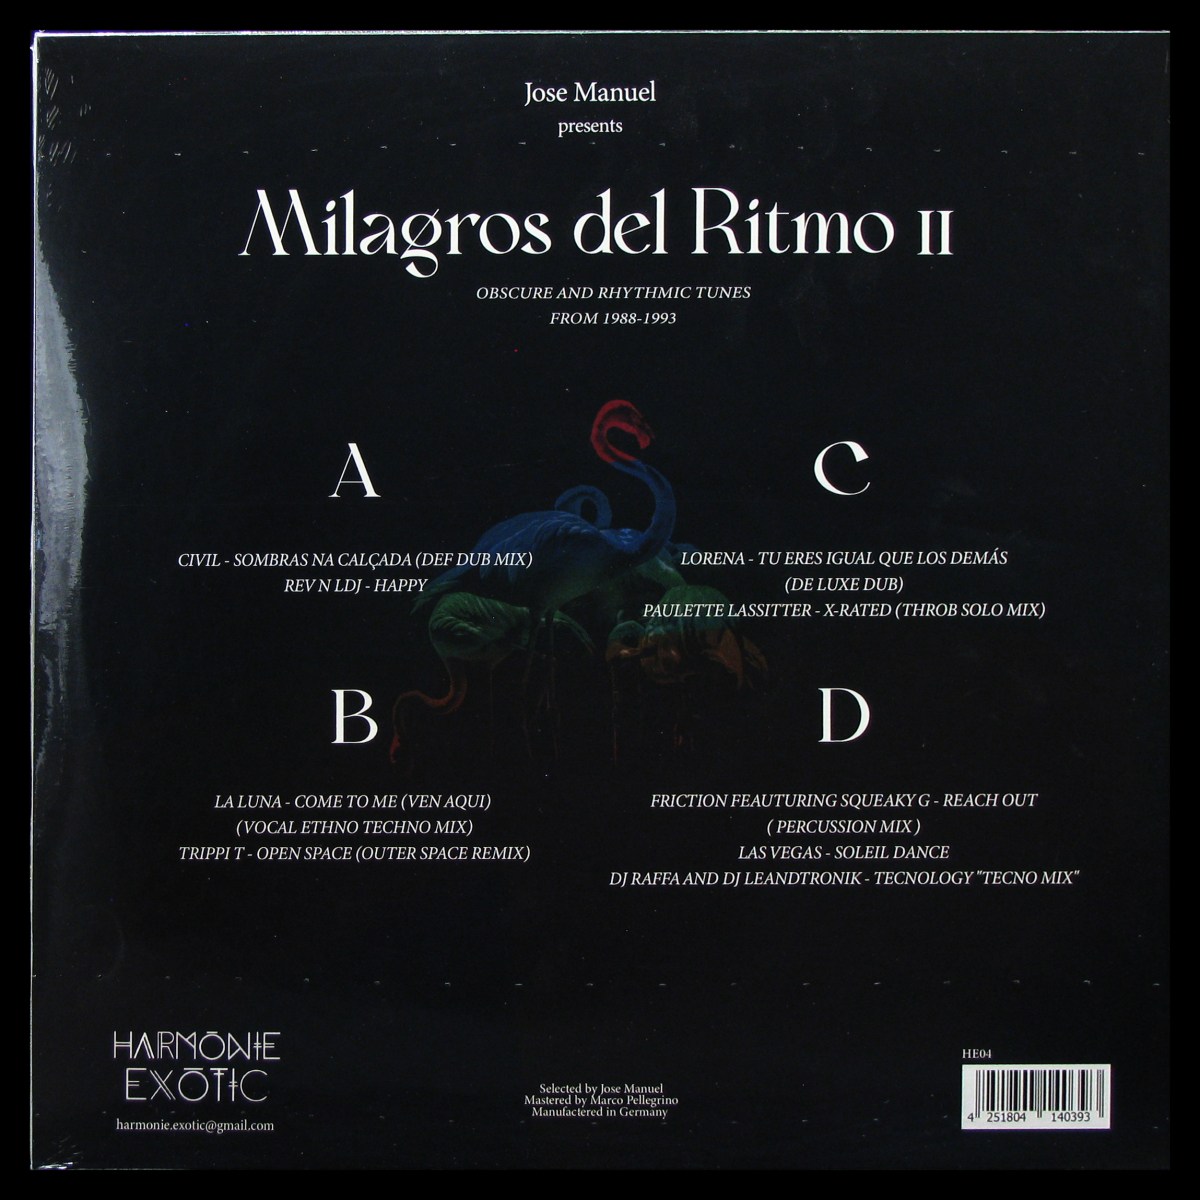 Jose Manuel
presents
Milagros del Ritmo II
OBSCURE AND RHYTHMIC TUNES
FROM 1988-1993
A
CIVIL - SOMBRAS NA CALÇADA (DEF DUB MIX)
REV N LDJ - HAPPY
B
LA LUNA - COME TO ME (VEN AQUI)
(VOCAL ETHNO TECHNO MIX)
TRIPPI T - OPEN SPACE (OUTER SPACE REMIX)
C
LORENA - TU ERES IGUAL QUE LOS DEMÁS
(DE LUXE DUB)
PAULETTE LASSITTER - X-RATED (THROB SOLO MIX)
D
FRICTION FEAUTURING SQUEAKY G - REACH OUT
( PERCUSSION MIX )
LAS VEGAS - SOLEIL DANCE
DJ RAFFA AND DJ LEANDTRONIK - TECNOLOGY "TECNO MIX"
HARMŌNIE
EXŌTIC
harmonie.exotic@gmail.com
Selected by Jose Manuel
Mastered by Marco Pellegrino
Manufactered in Germany
HE04
4 251804 140393